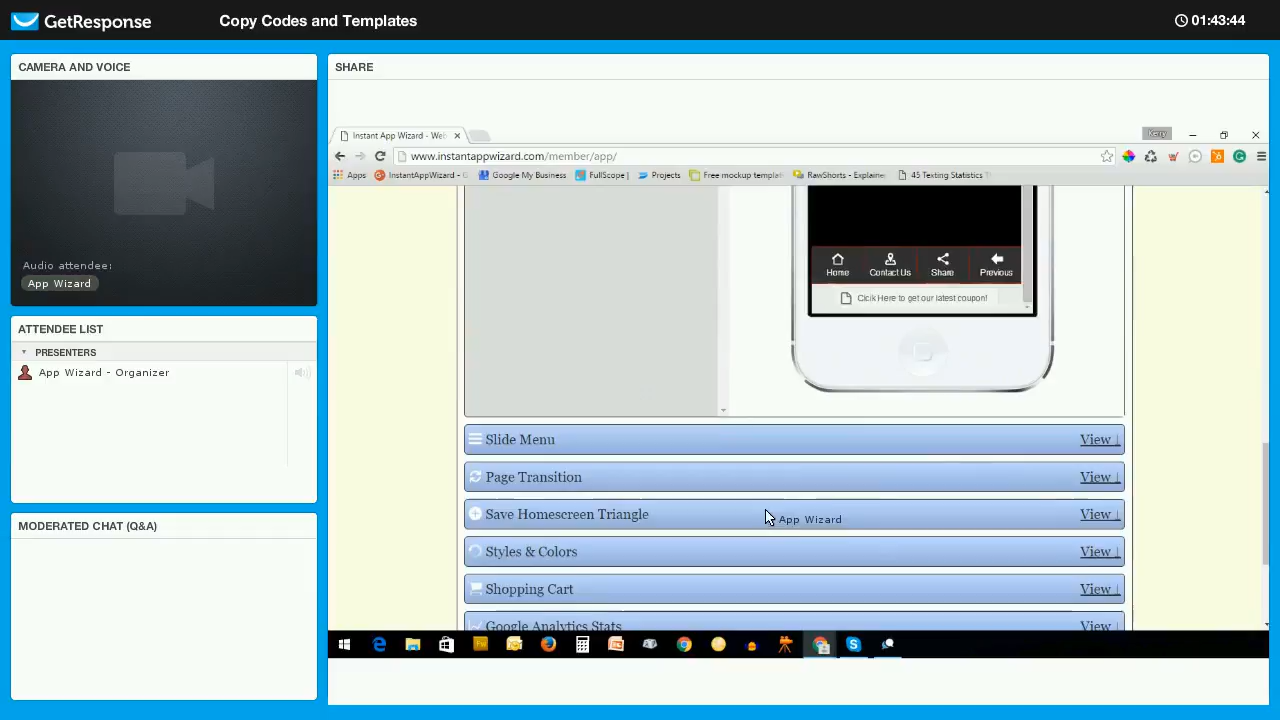 GetResponse
Copy Codes and Templates
01:43:44
CAMERA AND VOICE
Audio attendee:
App Wizard
ATTENDEE LIST
PRESENTERS
App Wizard - Organizer
MODERATED CHAT (Q&A)
SHARE
Instant App Wizard - Web
Kerry
www.instantappwizard.com/member/app/
Apps
InstantAppWizard - G
Google My Business
FullScope |
Projects
Free mockup templat
RawShorts - Explaine
45 Texting Statistics T
Home
Contact Us
Share
Previous
Click Here to get our latest coupon!
Slide Menu View ↓
Page Transition View ↓
Save Homescreen Triangle View ↓
App Wizard
Styles & Colors View ↓
Shopping Cart View ↓
Google Analytics Stats View ↓